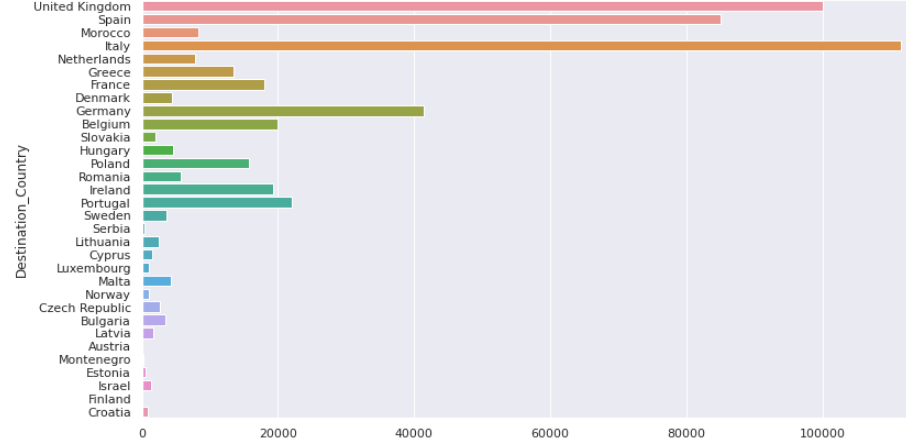 Destination_Country
United Kingdom
Spain
Morocco
Italy
Netherlands
Greece
France
Denmark
Germany
Belgium
Slovakia
Hungary
Poland
Romania
Ireland
Portugal
Sweden
Serbia
Lithuania
Cyprus
Luxembourg
Malta
Norway
Czech Republic
Bulgaria
Latvia
Austria
Montenegro
Estonia
Israel
Finland
Croatia
0 20000 40000 60000 80000 100000